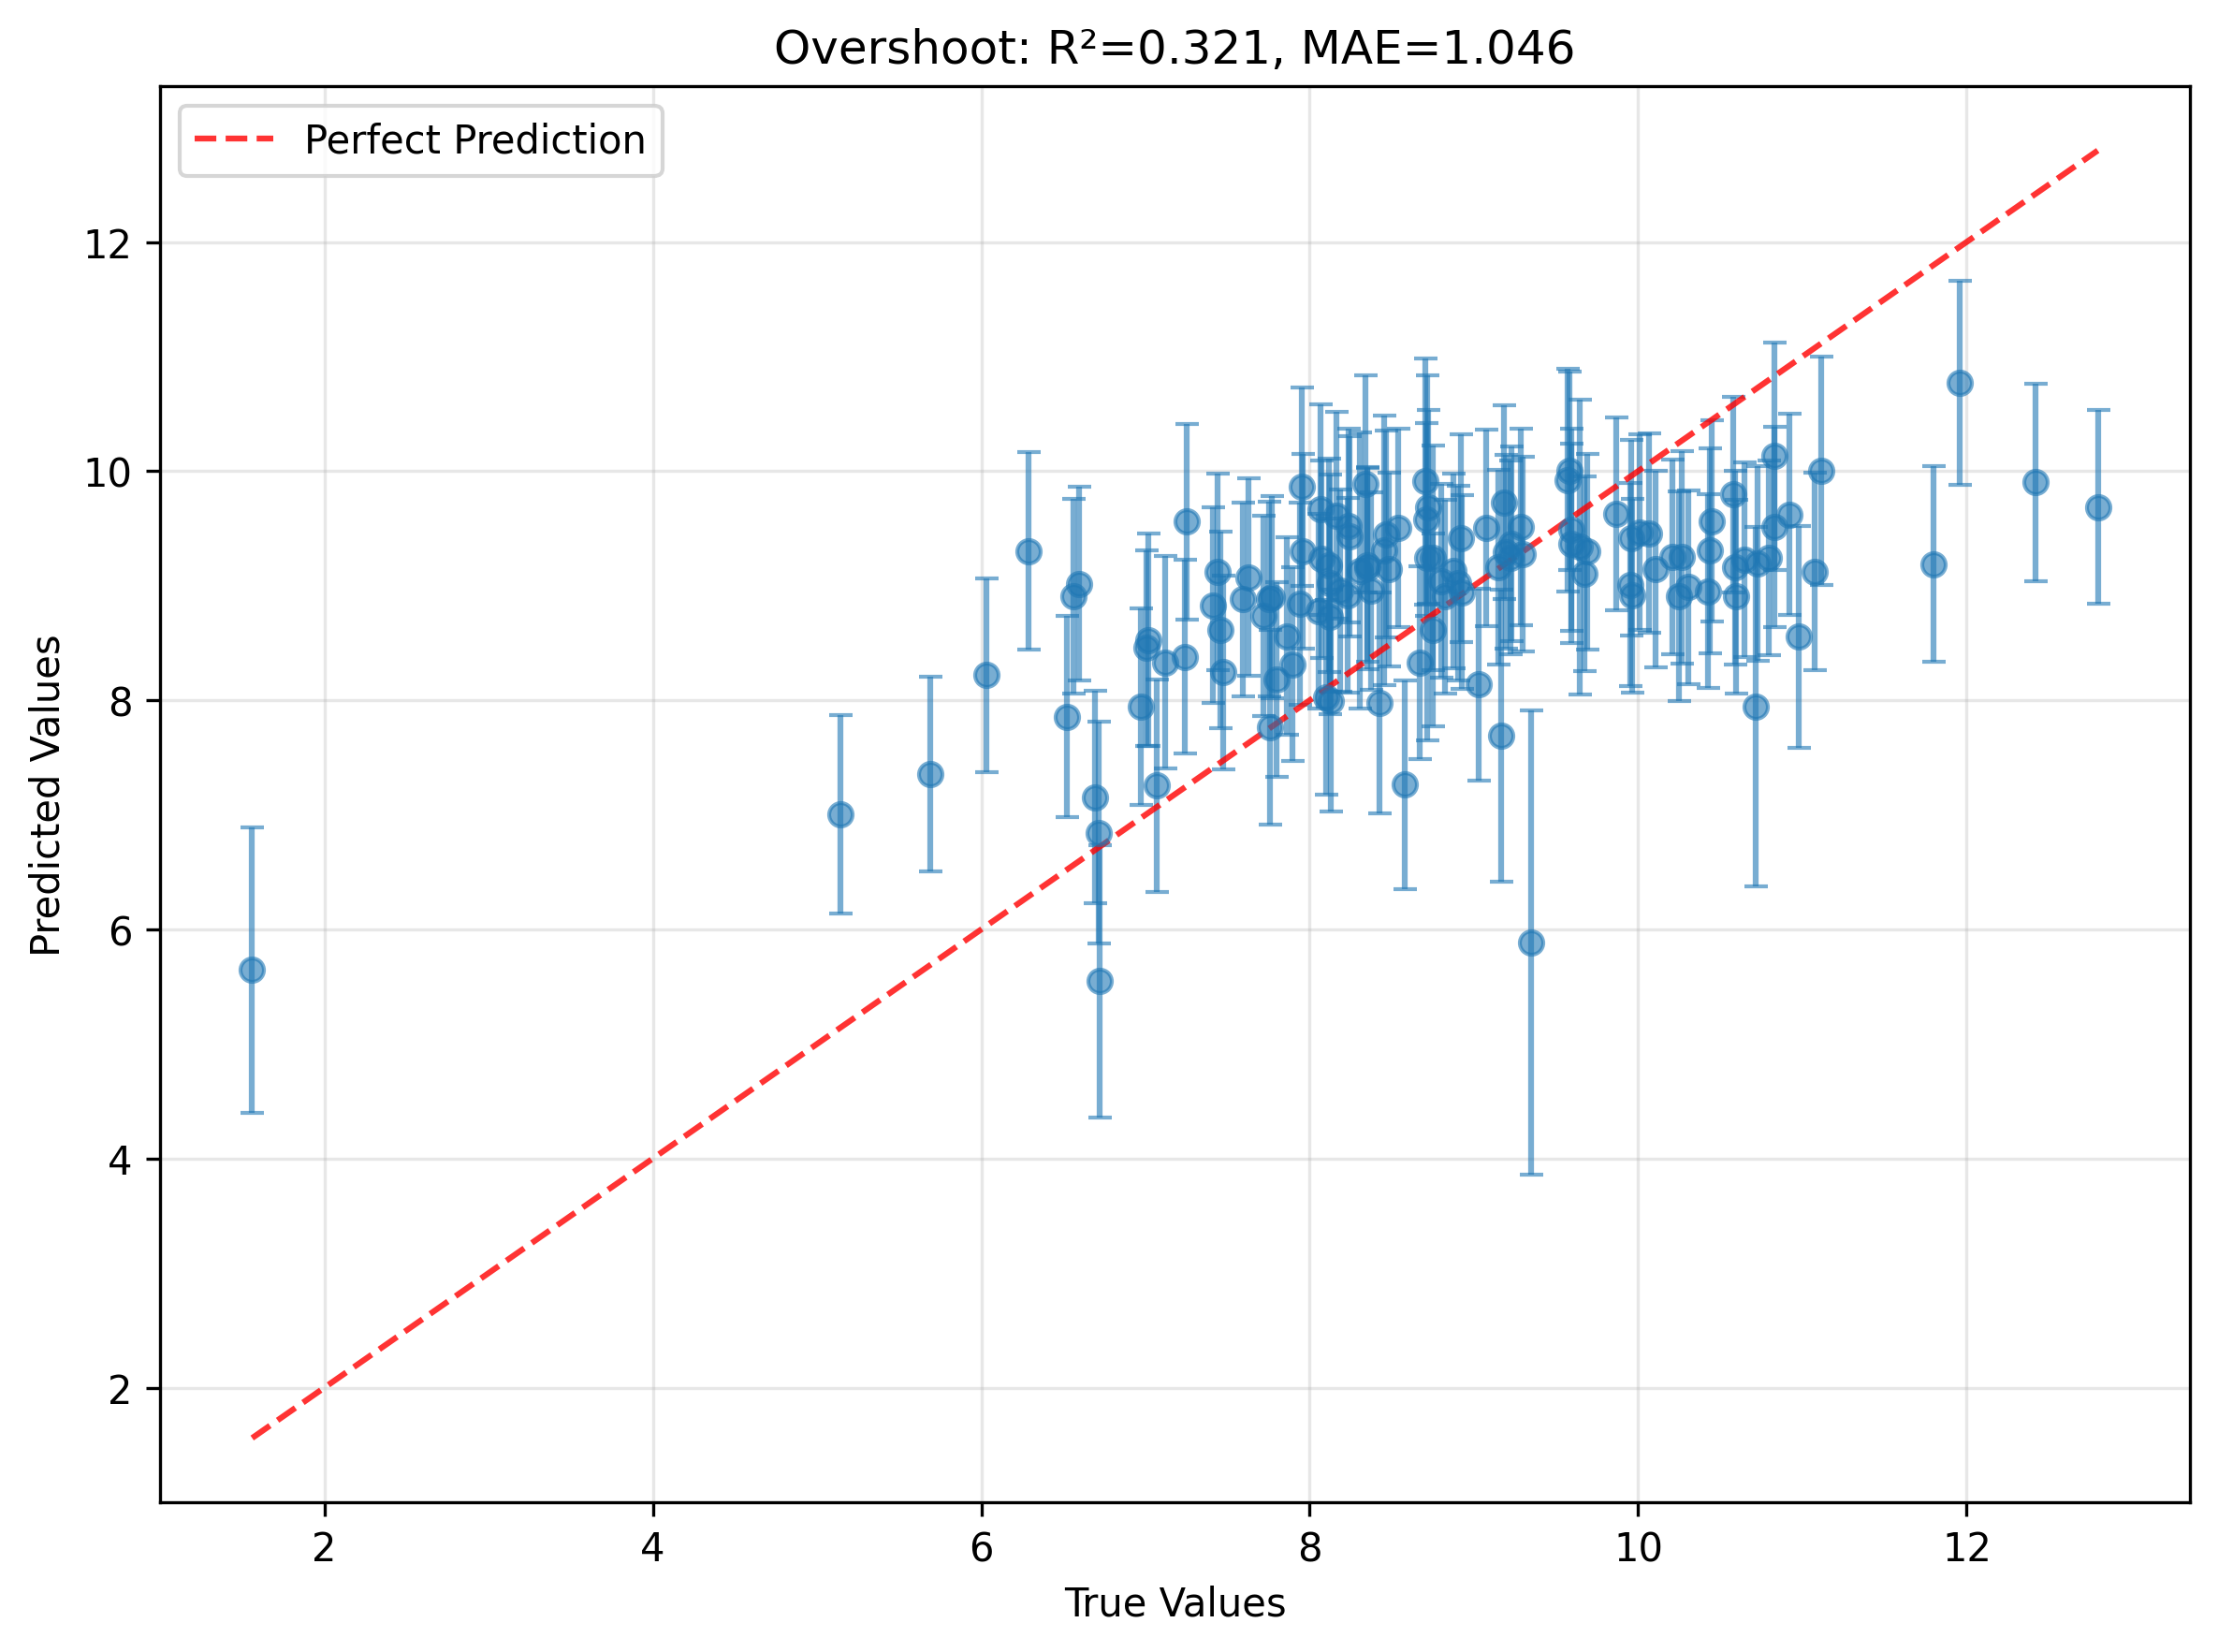 Overshoot: R²=0.321, MAE=1.046
Perfect Prediction
12
10
8
6
4
2
Predicted Values
2 4 6 8 10 12
True Values